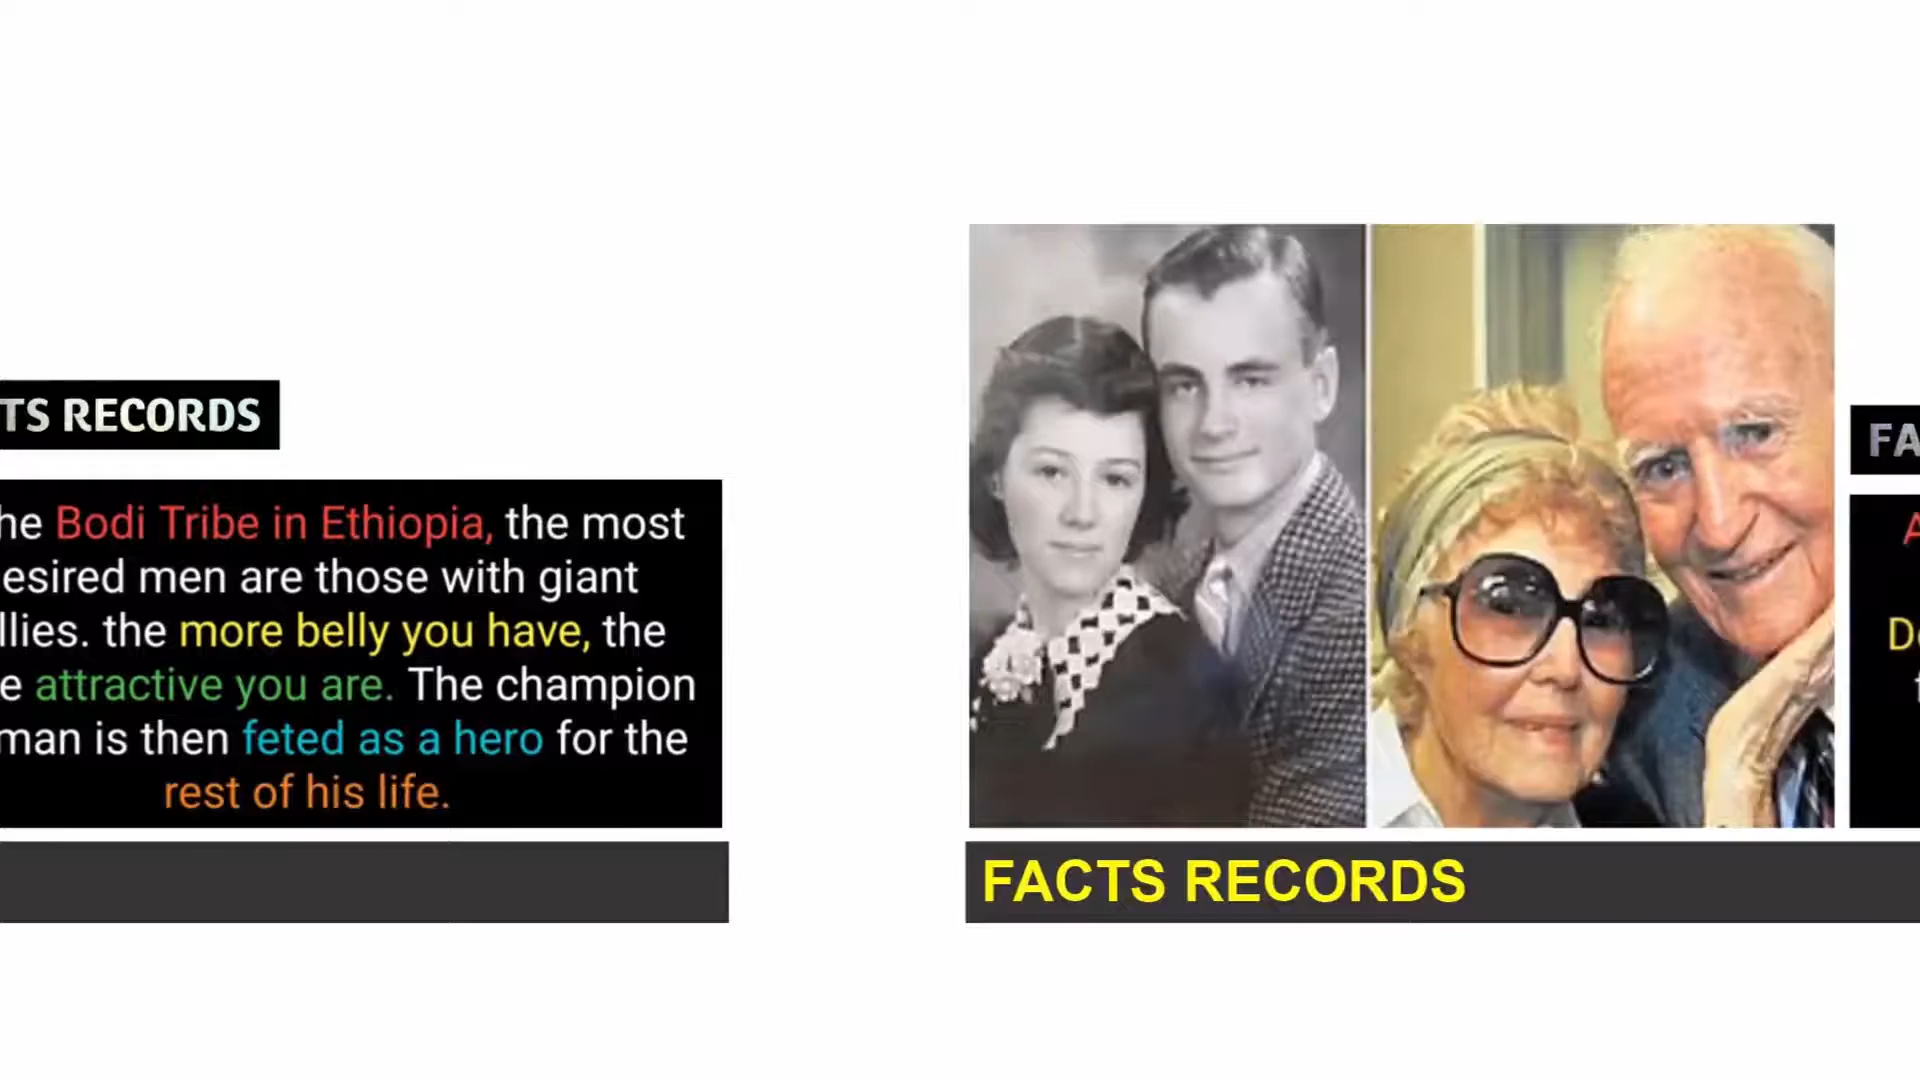 TS RECORDS
he Bodi Tribe in Ethiopia, the most
esired men are those with giant
llies. the more belly you have, the
e attractive you are. The champion
man is then feted as a hero for the
rest of his life.
FACTS RECORDS
FA
A
D